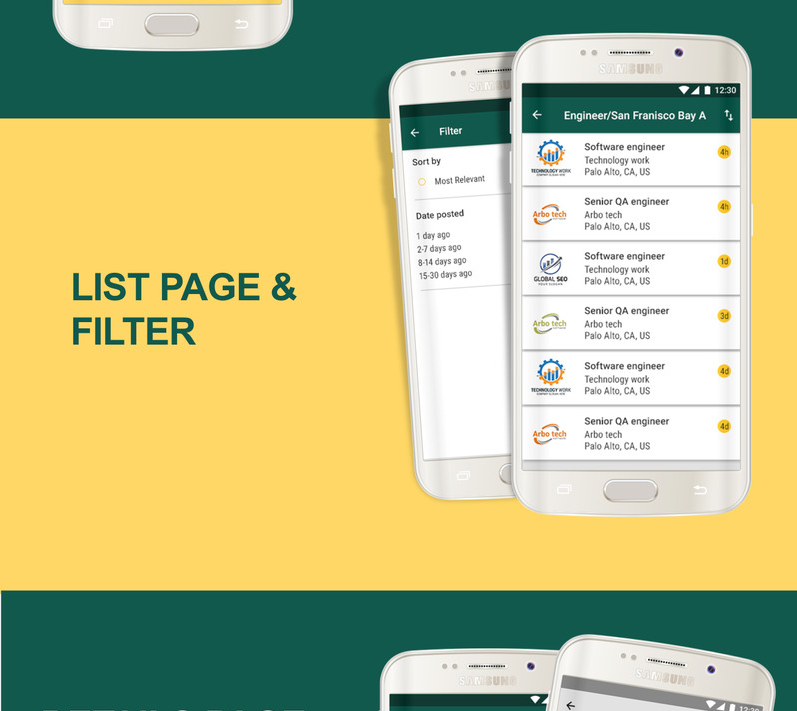 SAMSUNG
12:30
Engineer/San Franisco Bay A
Software engineer
Technology work
Palo Alto, CA, US
4h
TECHNOLOGY WORK
Senior QA engineer
Arbo tech
Palo Alto, CA, US
4h
Arbo tech
Software engineer
Technology work
Palo Alto, CA, US
1d
GLOBAL SEO
Senior QA engineer
Arbo tech
Palo Alto, CA, US
3d
Arbo tech
Software engineer
Technology work
Palo Alto, CA, US
4d
TECHNOLOGY WORK
Senior QA engineer
Arbo tech
Palo Alto, CA, US
4d
Arbo tech
Filter
Sort by
Most Relevant
Date posted
1 day ago
2-7 days ago
8-14 days ago
15-30 days ago
LIST PAGE &
FILTER
SAMSUNG
SAMSUNG
12:30